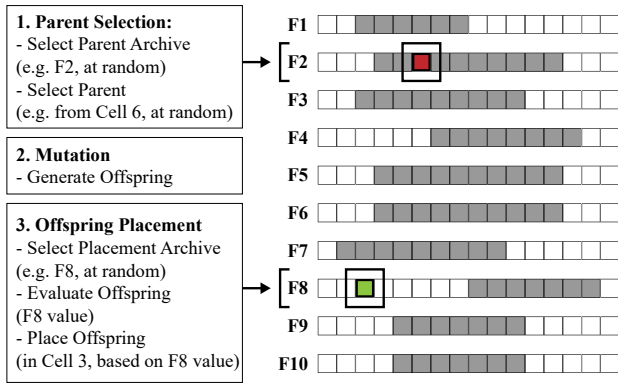 1. Parent Selection:
- Select Parent Archive
(e.g. F2, at random)
- Select Parent
(e.g. from Cell 6, at random)
2. Mutation
- Generate Offspring
3. Offspring Placement
- Select Placement Archive
(e.g. F8, at random)
- Evaluate Offspring
(F8 value)
- Place Offspring
(in Cell 3, based on F8 value)
F1
F2
F3
F4
F5
F6
F7
F8
F9
F10